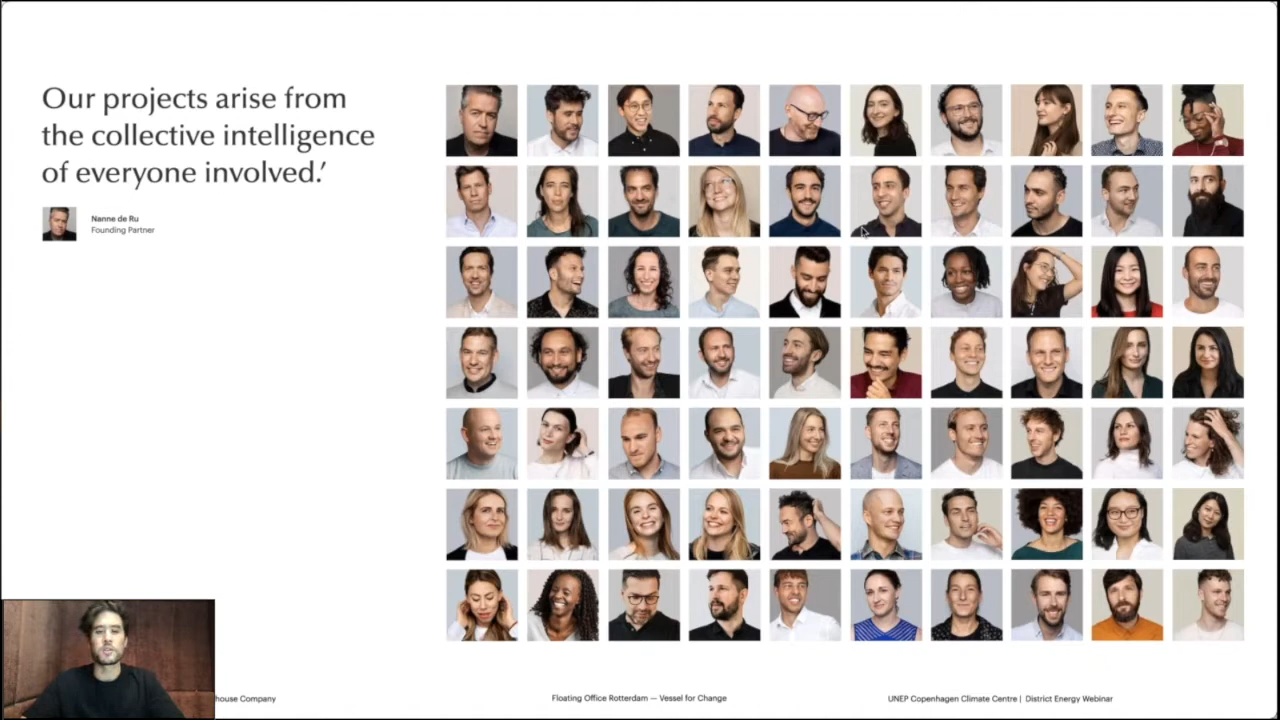 Our projects arise from
the collective intelligence
of everyone involved.’
Nanne de Ru
Founding Partner
house Company
Floating Office Rotterdam — Vessel for Change
UNEP Copenhagen Climate Centre | District Energy Webinar